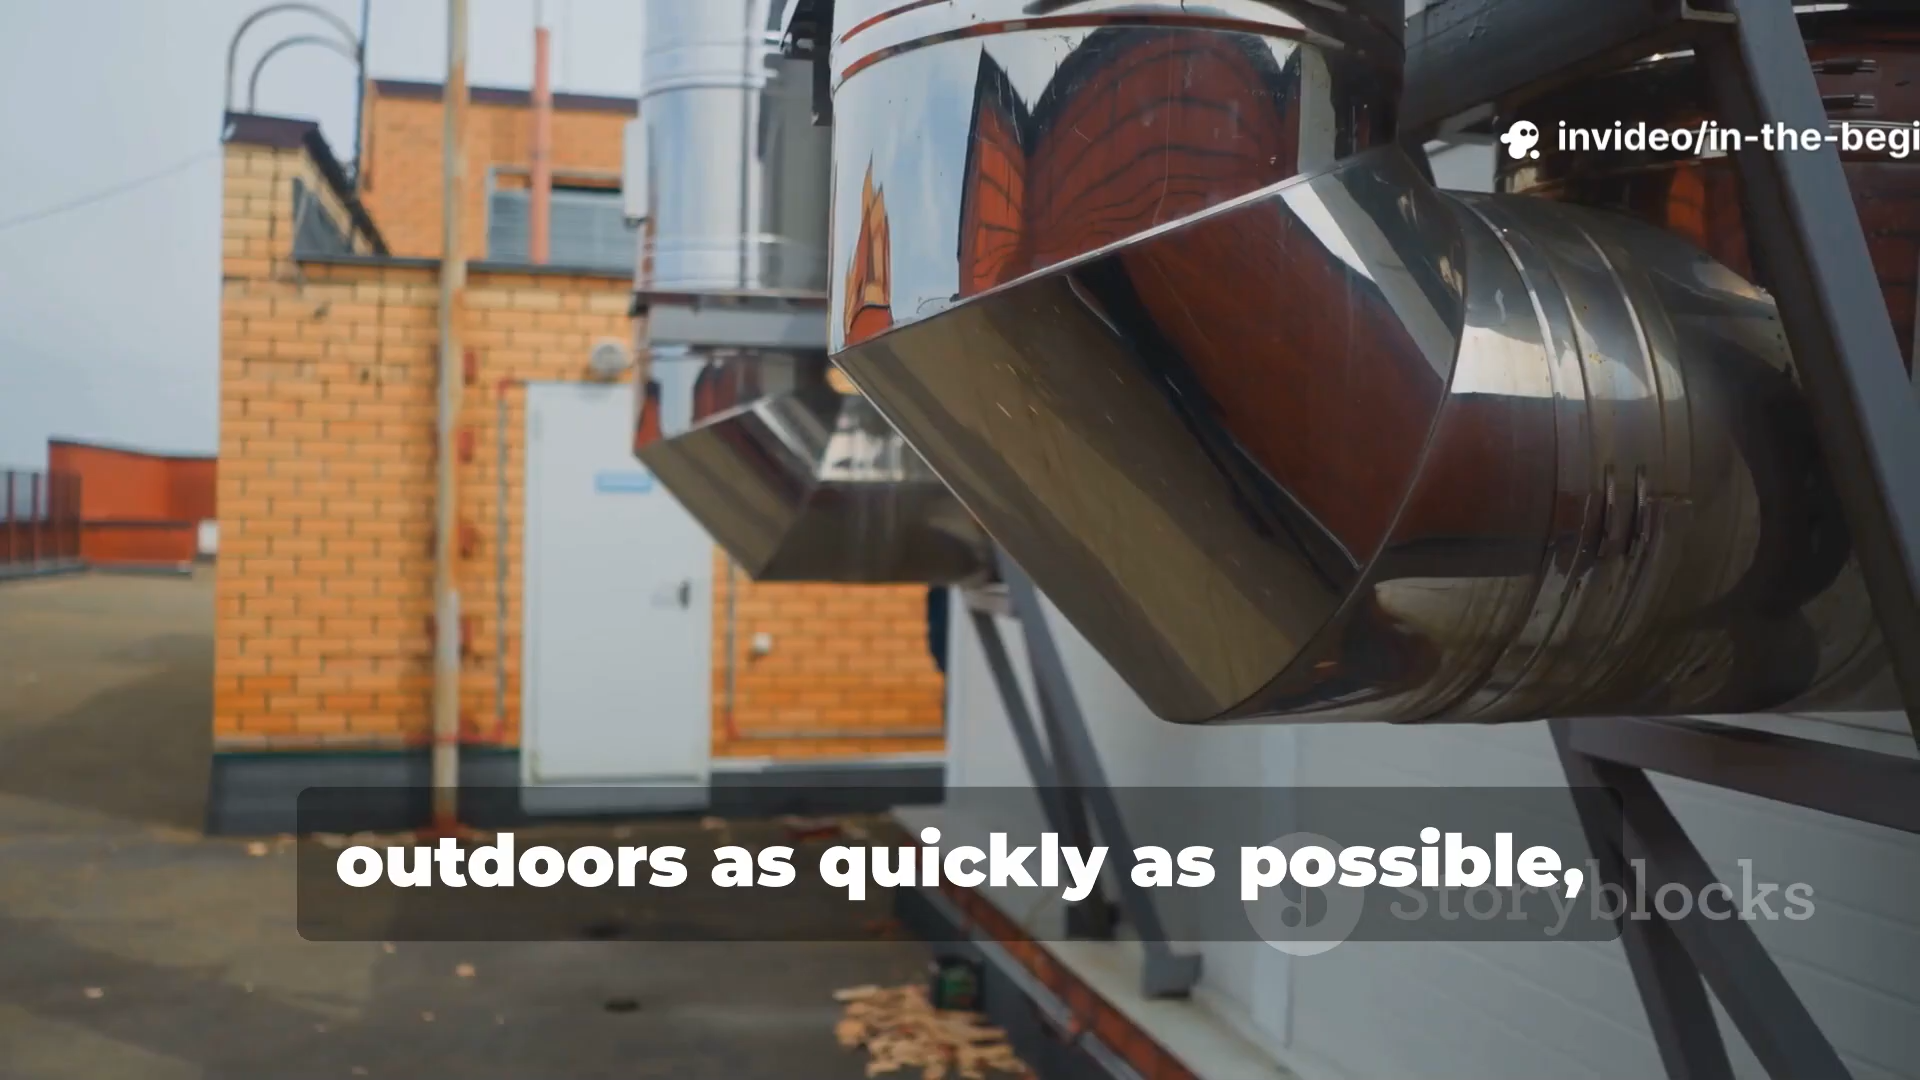 invideo/in-the-begi
outdoors as quickly as possible,
Storyblocks